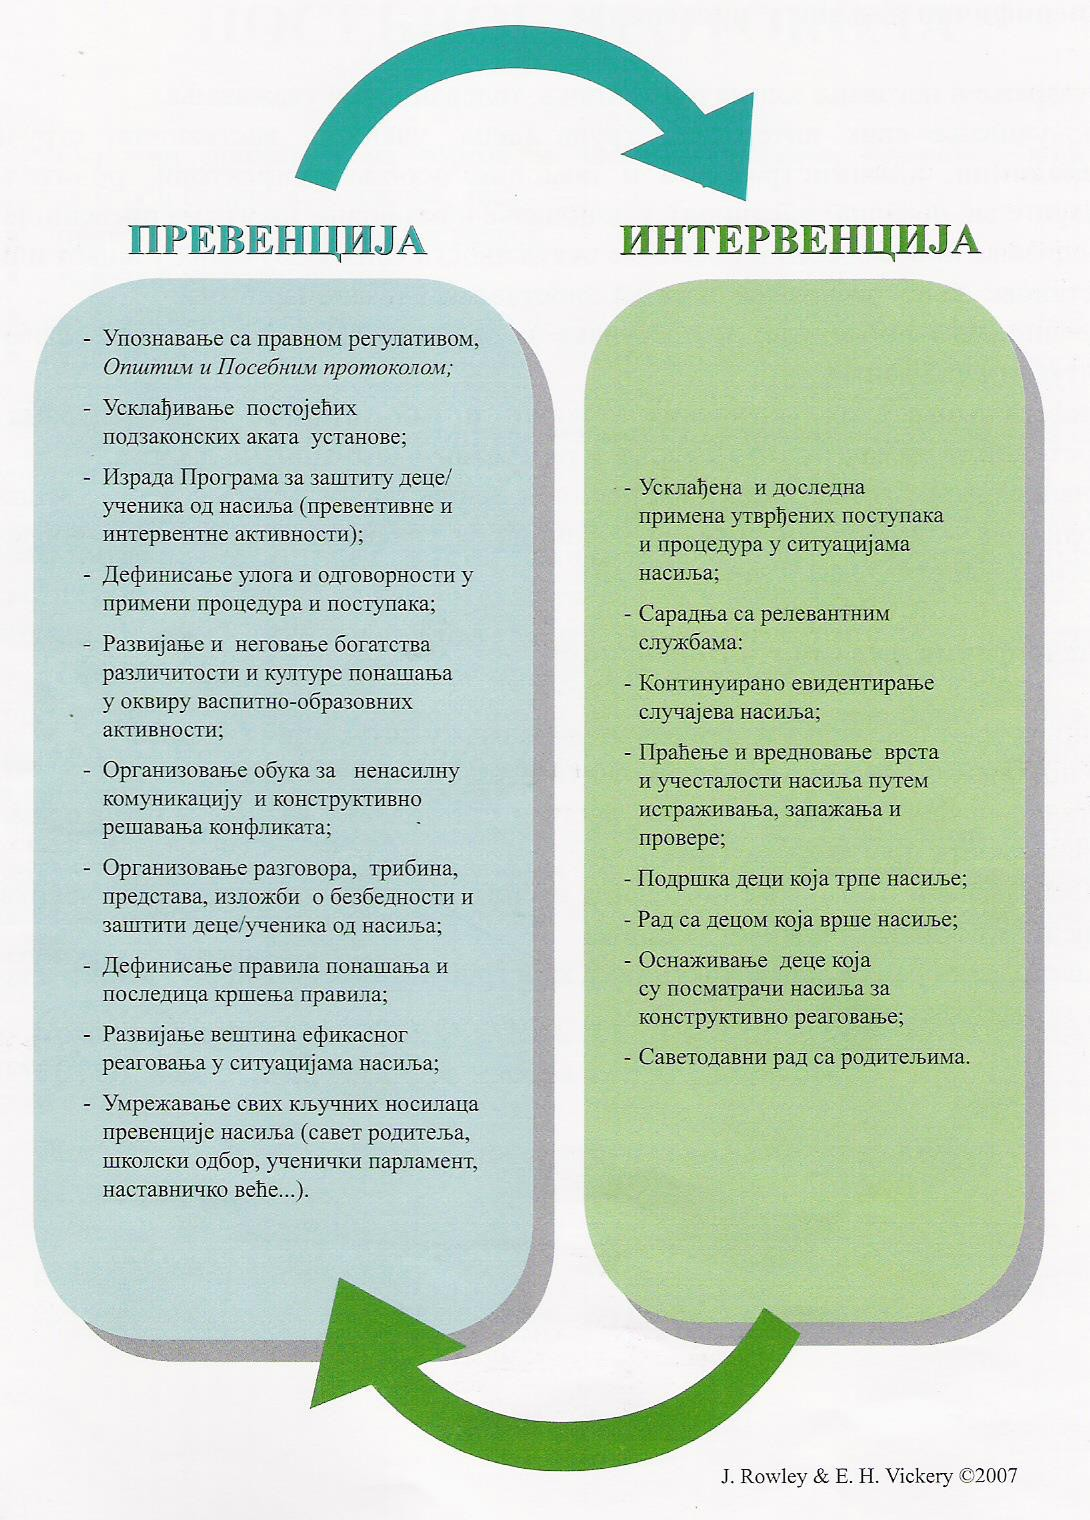 ПРЕВЕНЦИЈА
- Упознавање са правном регулативом,
Општим и Посебним протоколом;
- Усклађивање постојећих
подзаконских аката установе;
- Израда Програма за заштиту деце/
ученика од насиља (превентивне и
интервентне активности);
- Дефинисање улога и одговорности у
примени процедура и поступака;
- Развијање и неговање богатства
различитости и културе понашања
у оквиру васпитно-образовних
активности;
- Организовање обука за ненасилну
комуникацију и конструктивно
решавања конфликата;
- Организовање разговора, трибина,
представа, изложби о безбедности и
заштити деце/ученика од насиља;
- Дефинисање правила понашања и
последица кршења правила;
- Развијање вештина ефикасног
реаговања у ситуацијама насиља;
- Умрежавање свих кључних носилаца
превенције насиља (савет родитеља,
школски одбор, ученички парламент,
наставничко веће...).
ИНТЕРВЕНЦИЈА
- Усклађена и доследна
примена утврђених поступака
и процедура у ситуацијама
насиља;
- Сарадња са релевантним
службама:
- Континуирано евидентирање
случајева насиља;
- Праћење и вредновање врста
и учесталости насиља путем
истраживања, запажања и
провере;
- Подршка деци која трпе насиље;
- Рад са децом која врше насиље;
- Оснаживање деце која
су посматрачи насиља за
конструктивно реаговање;
- Саветодавни рад са родитељима.
J. Rowley & E. H. Vickery ©2007